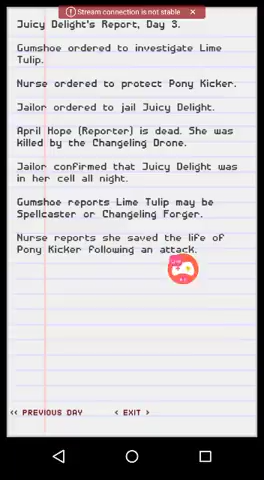 Stream connection is not stable
Juicy Delight's Report, Day 3.
Gumshoe ordered to investigate Lime
Tulip.
Nurse ordered to protect Pony Kicker.
Jailor ordered to jail Juicy Delight.
April Hope (Reporter) is dead. She was
killed by the Changeling Drone.
Jailor confirmed that Juicy Delight was
in her cell all night.
Gumshoe reports Lime Tulip may be
Spellcaster or Changeling Forger.
Nurse reports she saved the life of
Pony Kicker following an attack.
<< PREVIOUS DAY < EXIT >